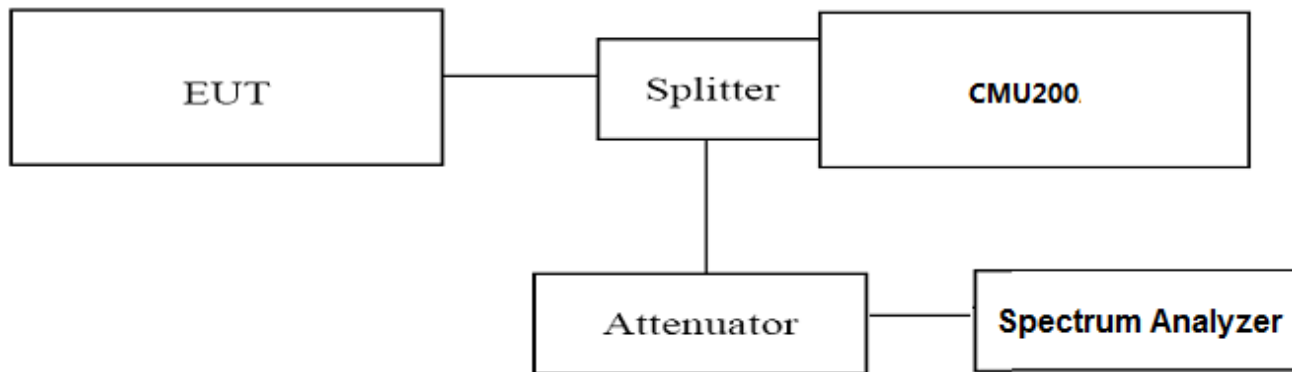 EUT
Splitter
CMU200
Attenuator
Spectrum Analyzer